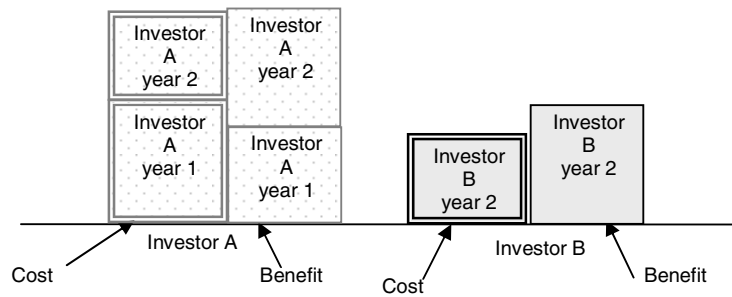 Investor
A
year 2
Investor
A
year 2
Investor
A
year 1
Investor
A
year 1
Investor
B
year 2
Investor
B
year 2
Investor A
Investor B
Cost
Benefit
Cost
Benefit